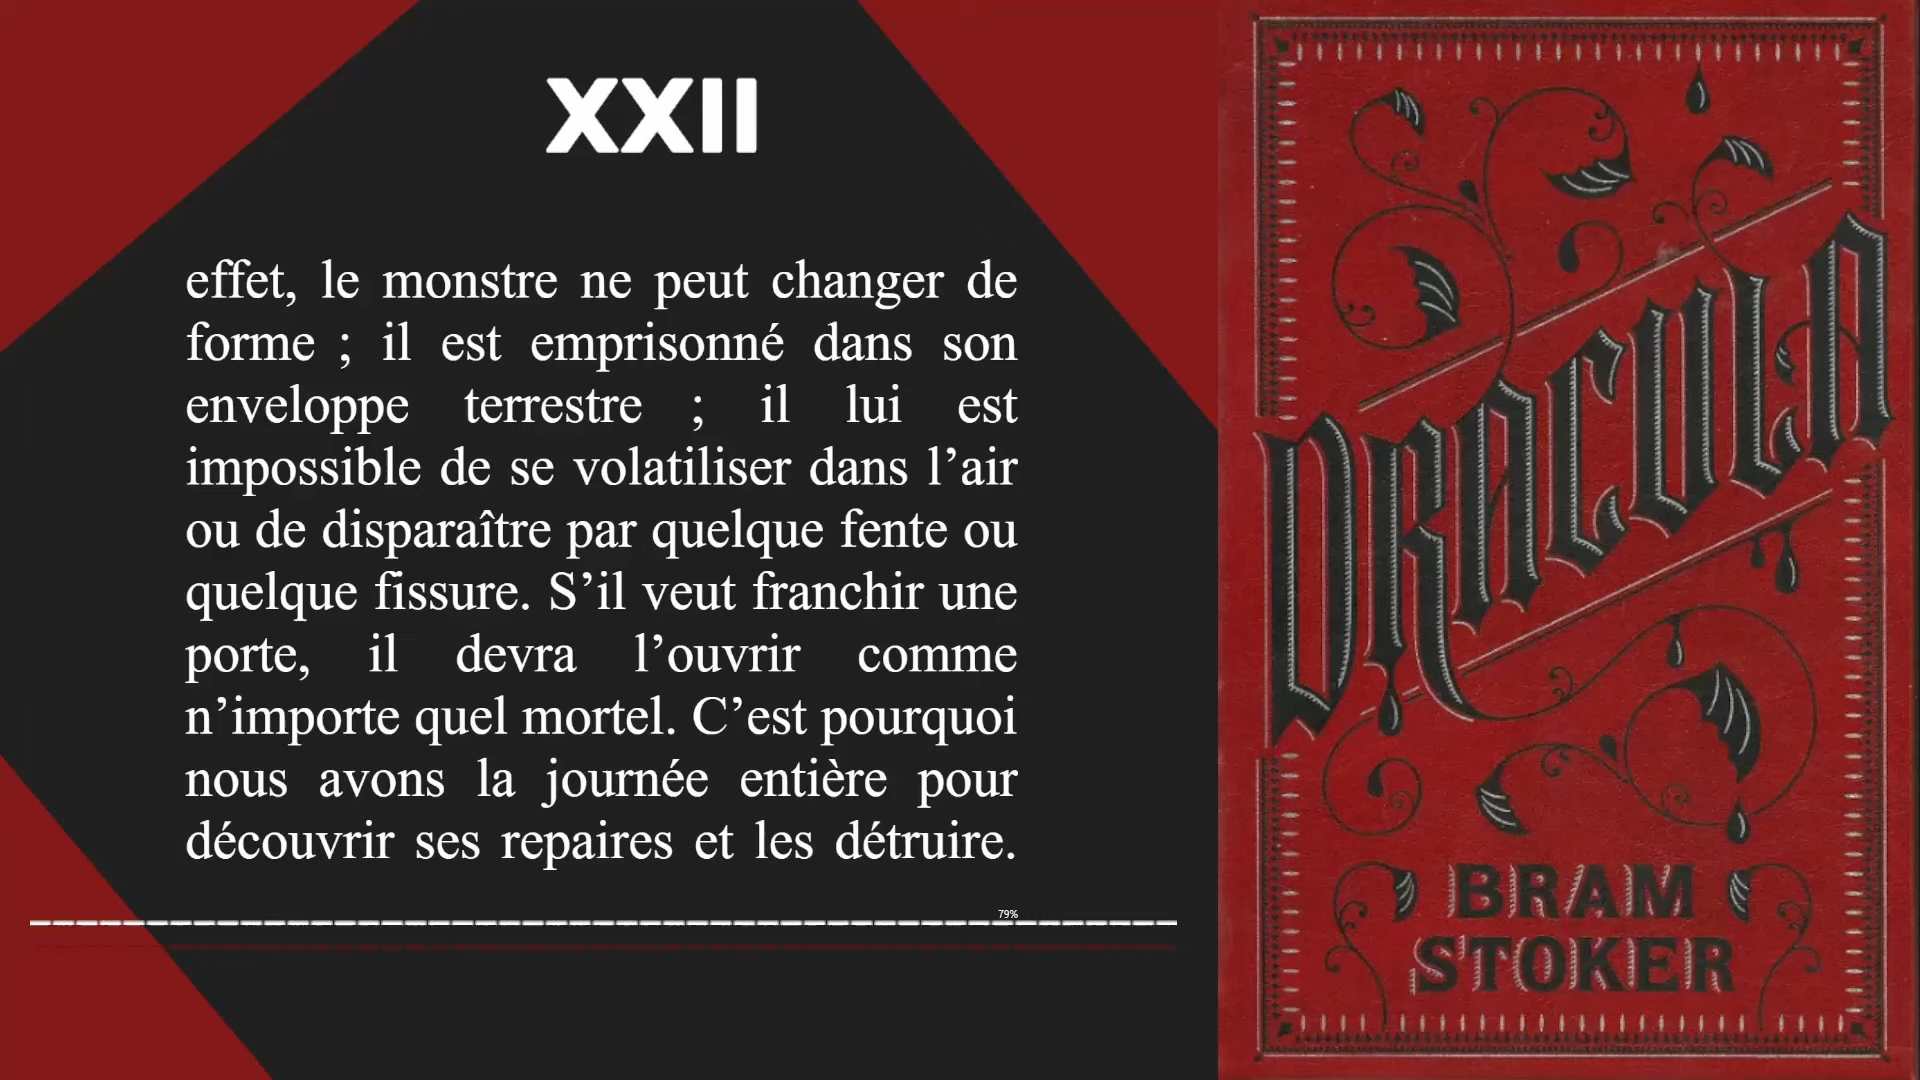 XXII
effet, le monstre ne peut changer de
forme ; il est emprisonné dans son
enveloppe terrestre ; il lui est
impossible de se volatiliser dans l’air
ou de disparaître par quelque fente ou
quelque fissure. S’il veut franchir une
porte, il devra l’ouvrir comme
n’importe quel mortel. C’est pourquoi
nous avons la journée entière pour
découvrir ses repaires et les détruire.
79%
DRACULA
BRAM
STOKER